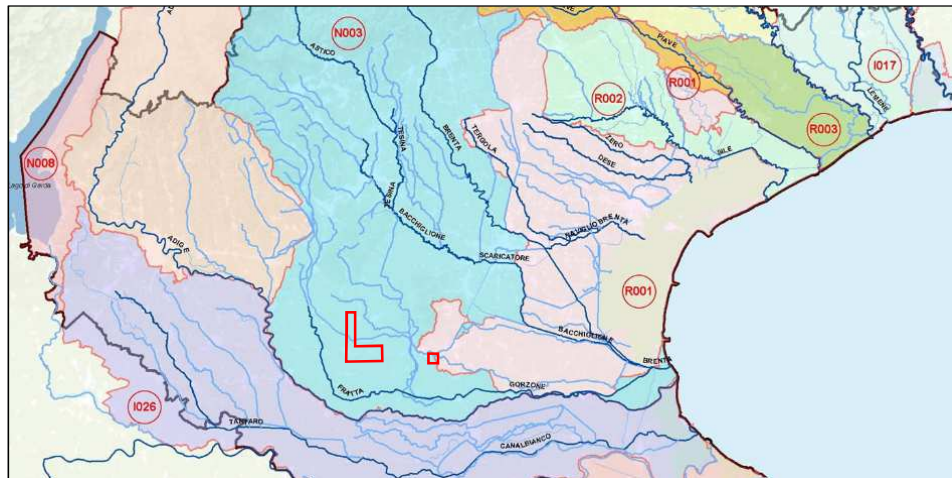 N003
ASTICO
PIAVE
I017
R001
LEMENE
R002
R003
TESINA
BRENTA
TERGOLA
ZERO
DESE
SILE
N008
Lago di Garda
BACCHIGLIONE
NAVIGLIO BRENTA
ADIGE
SCARICATORE
R001
BACCHIGLIONE
BRENTA
FRATTA
GORZONE
I026
TARTARO
CANALBIANCO